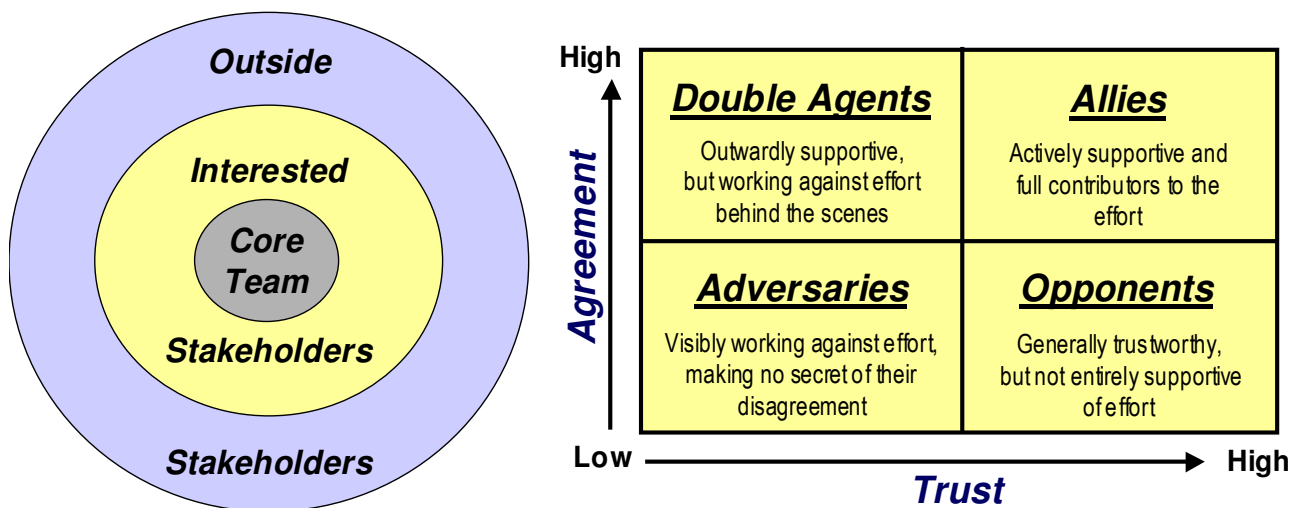 Outside
Interested
Core
Team
Stakeholders
Stakeholders
High
Agreement
Double Agents
Outwardly supportive,
but working against effort
behind the scenes
Allies
Actively supportive and
full contributors to the
effort
Adversaries
Visibly working against effort,
making no secret of their
disagreement
Opponents
Generally trustworthy,
but not entirely supportive
of effort
Low
High
Trust